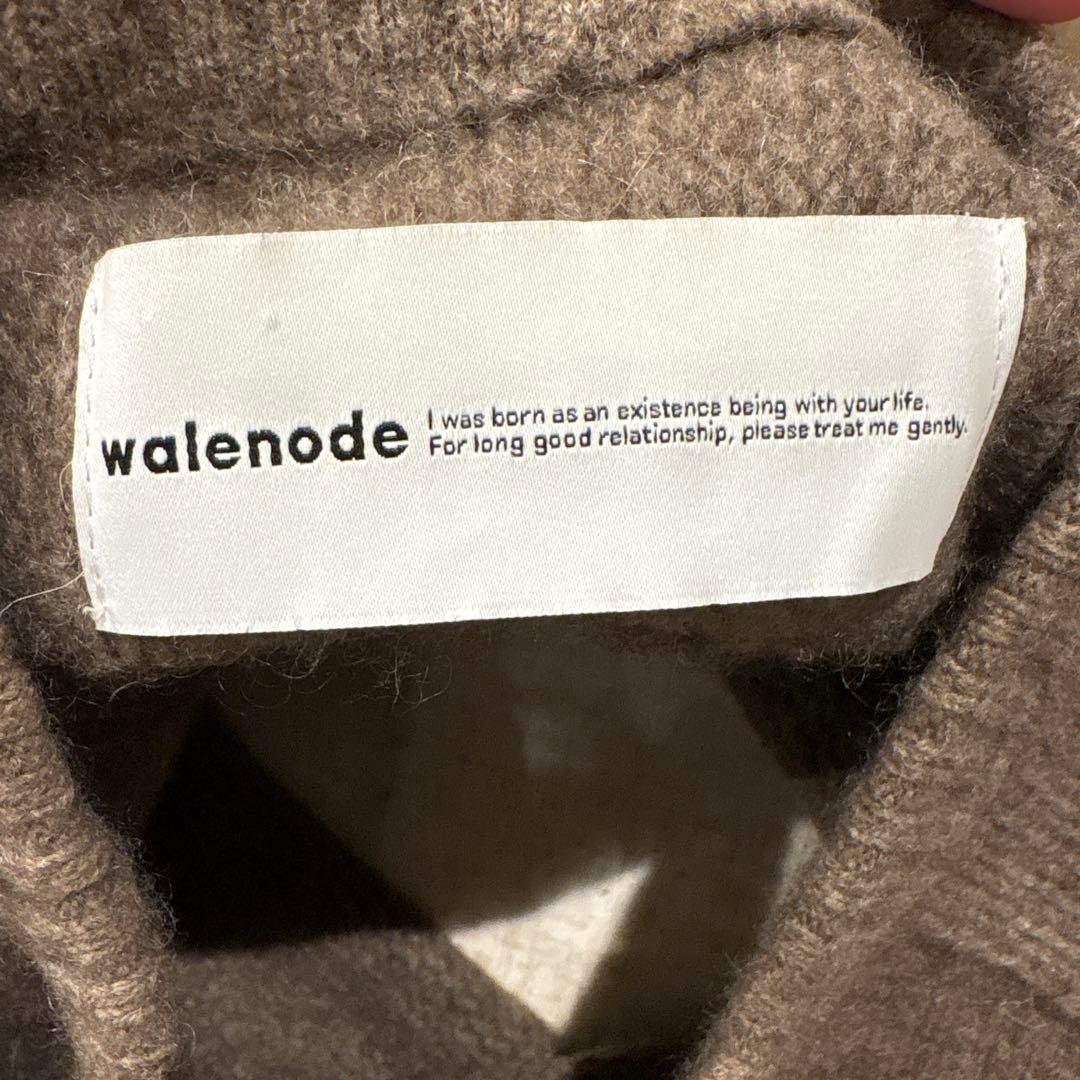 walenode
I was born as an existence being with your life.
For long good relationship, please treat me gently.